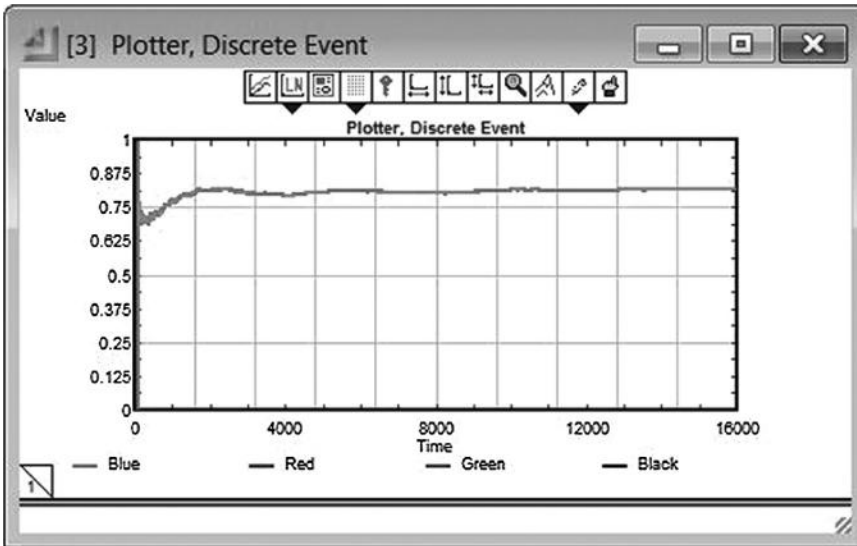 [3] Plotter, Discrete Event
LN
Value
Plotter, Discrete Event
1
0.875
0.75
0.625
0.5
0.375
0.25
0.125
0
0 4000 8000 12000 16000
Time
Blue Red Green Black
1